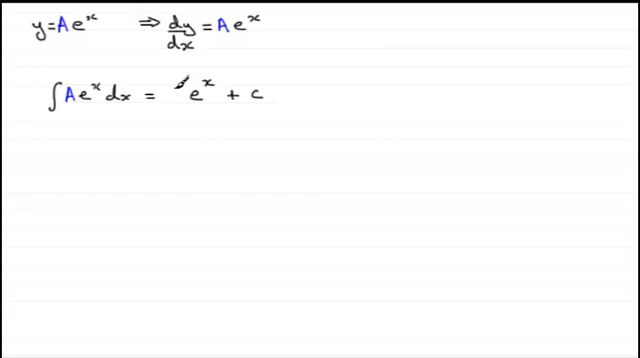 y = Ae^x ⇒ dy/dx = Ae^x
∫ Ae^x dx = e^x + c